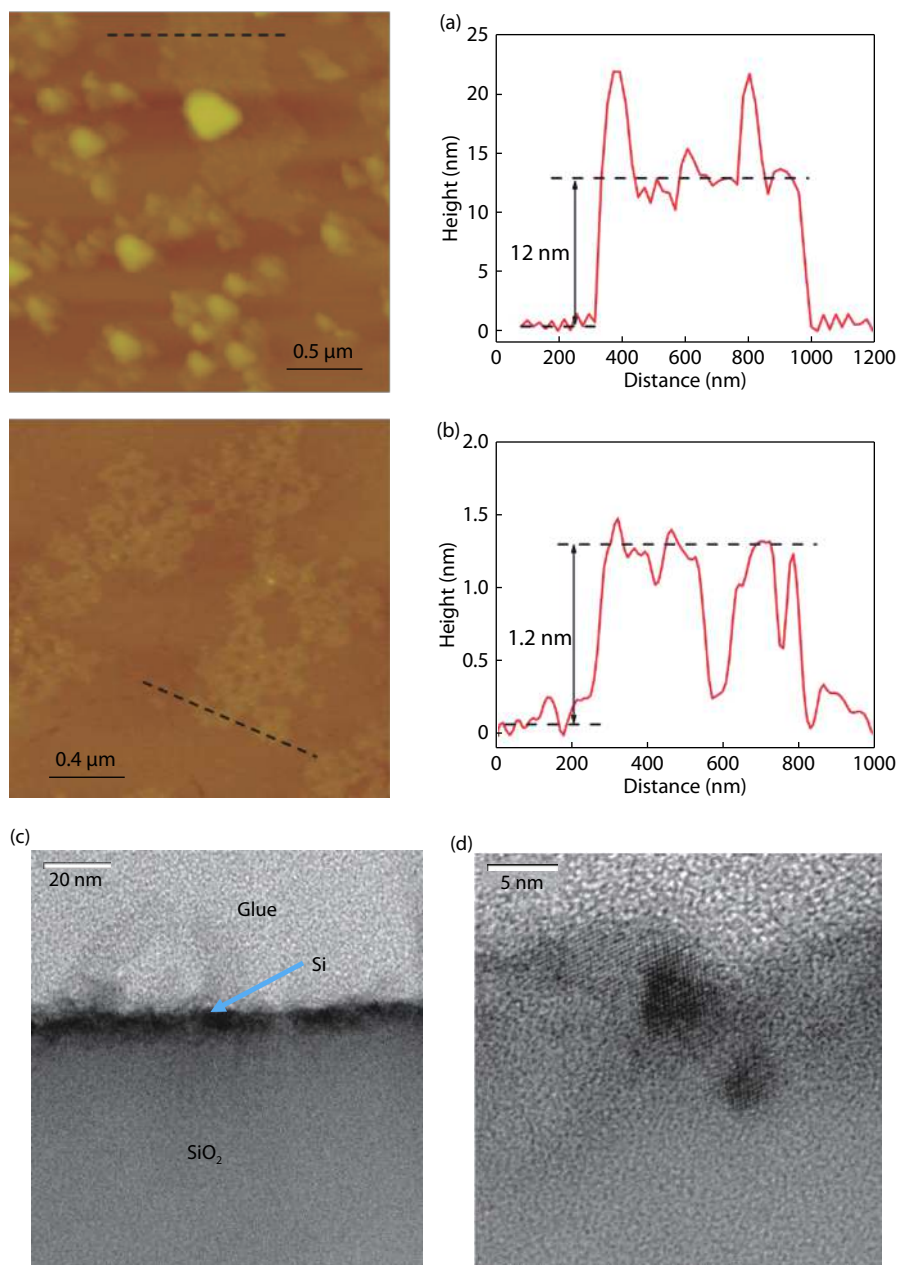 (a)
25
20
15
10
5
0
Height (nm)
12 nm
0 200 400 600 800 1000 1200
Distance (nm)
0.5 μm
(b)
2.0
1.5
1.0
0.5
0
Height (nm)
1.2 nm
0 200 400 600 800 1000
Distance (nm)
0.4 μm
(c)
20 nm
Glue
Si
SiO₂
(d)
5 nm